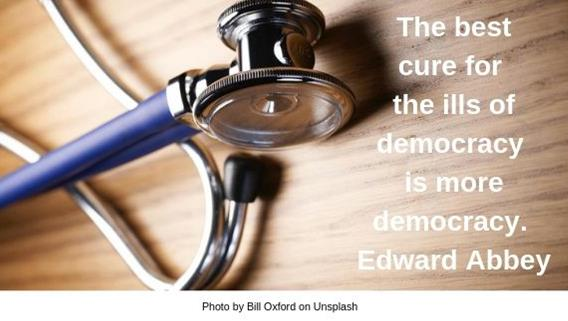 The best
cure for
the ills of
democracy
is more
democracy.
Edward Abbey
Photo by Bill Oxford on Unsplash